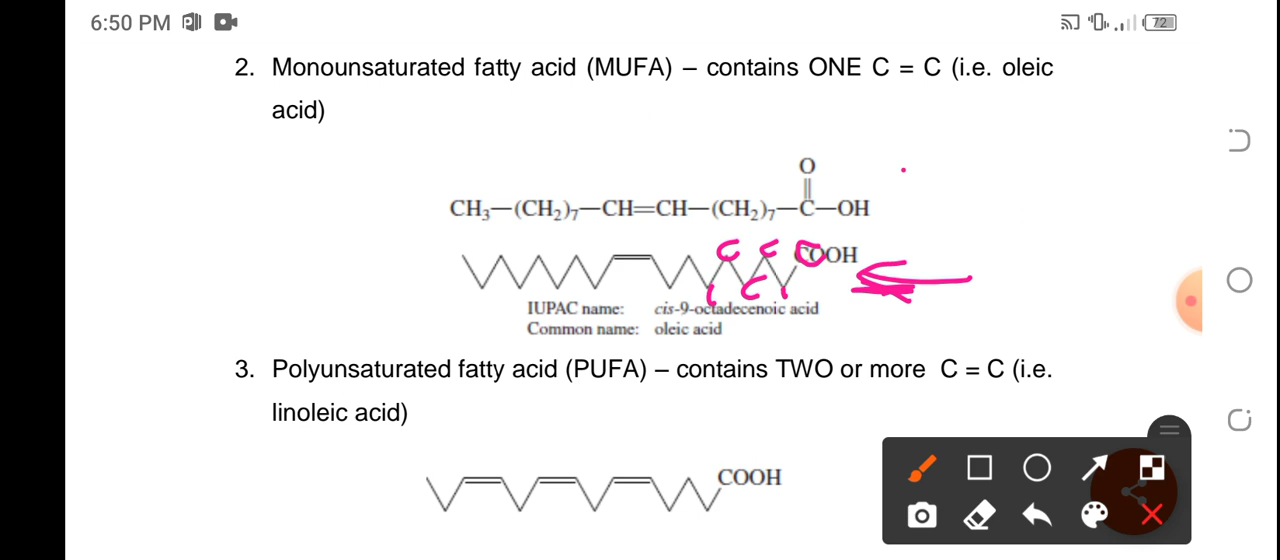 6:50 PM
72
2. Monounsaturated fatty acid (MUFA) – contains ONE C = C (i.e. oleic
acid)
O
CH₃—(CH₂)₇—CH=CH—(CH₂)₇—C—OH
C C COOH
C
IUPAC name: cis-9-octadecenoic acid
Common name: oleic acid
3. Polyunsaturated fatty acid (PUFA) – contains TWO or more C = C (i.e.
linoleic acid)
COOH